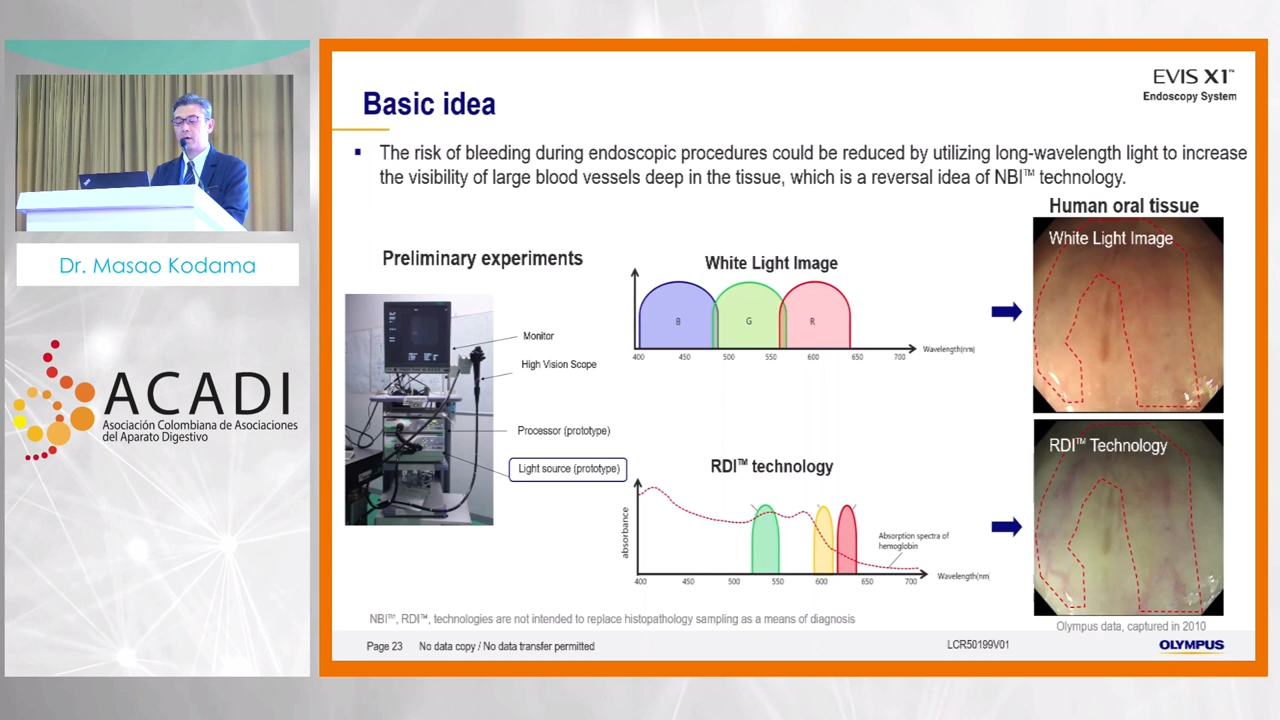 EVIS X1™
Endoscopy System
Basic idea
▪ The risk of bleeding during endoscopic procedures could be reduced by utilizing long-wavelength light to increase
the visibility of large blood vessels deep in the tissue, which is a reversal idea of NBI™ technology.
Dr. Masao Kodama
ACADI
Asociación Colombiana de Asociaciones
del Aparato Digestivo
Preliminary experiments
Monitor
High Vision Scope
Processor (prototype)
Light source (prototype)
White Light Image
B G R
400 450 500 550 600 650 700 Wavelength(nm)
RDI™ technology
absorbance
Absorption spectra of
hemoglobin
400 450 500 550 600 650 700 Wavelength(nm)
Human oral tissue
White Light Image
RDI™ Technology
Olympus data, captured in 2010
NBI™, RDI™, technologies are not intended to replace histopathology sampling as a means of diagnosis
Page 23 No data copy / No data transfer permitted
LCR50199V01
OLYMPUS